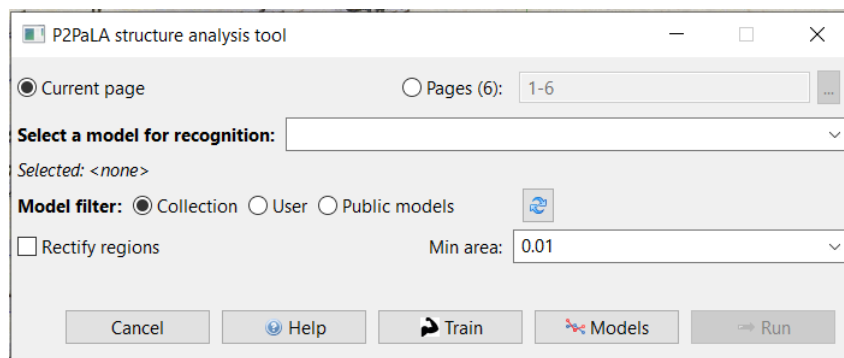 P2PaLA structure analysis tool
Current page Pages (6): 1-6 ...
Select a model for recognition:
Selected: <none>
Model filter: Collection User Public models
Rectify regions Min area: 0.01
Cancel Help Train Models Run